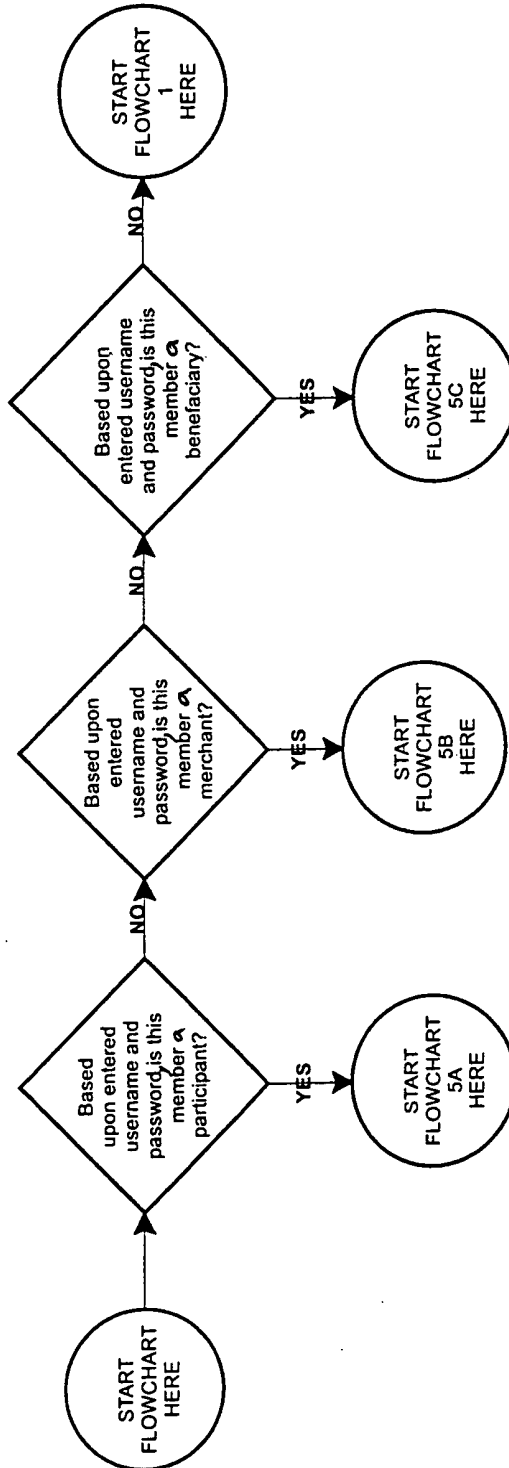 START
FLOWCHART
HERE
Based
upon entered
username and
password, is this
member a
participant?
YES
START
FLOWCHART
5A
HERE
NO
Based upon
entered
username and
password, is this
member a
merchant?
YES
START
FLOWCHART
5B
HERE
NO
Based upon
entered username
and password, is this
member a
benefaciary?
YES
START
FLOWCHART
5C
HERE
NO
START
FLOWCHART
1
HERE